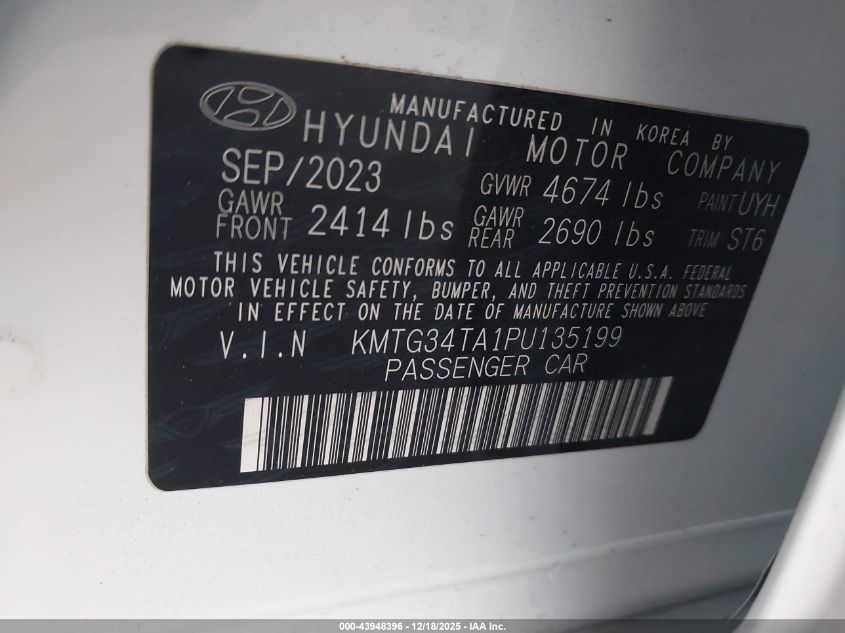 MANUFACTURED IN KOREA BY
HYUNDAI MOTOR COMPANY
SEP/2023 GVWR 4674 lbs PAINT UYH
GAWR FRONT 2414 lbs GAWR REAR 2690 lbs TRIM ST6
THIS VEHICLE CONFORMS TO ALL APPLICABLE U.S.A. FEDERAL
MOTOR VEHICLE SAFETY, BUMPER, AND THEFT PREVENTION STANDARDS
IN EFFECT ON THE DATE OF MANUFACTURE SHOWN ABOVE
V.I.N KMTG34TA1PU135199
PASSENGER CAR
000-43948396 - 12/18/2025 - IAA Inc.